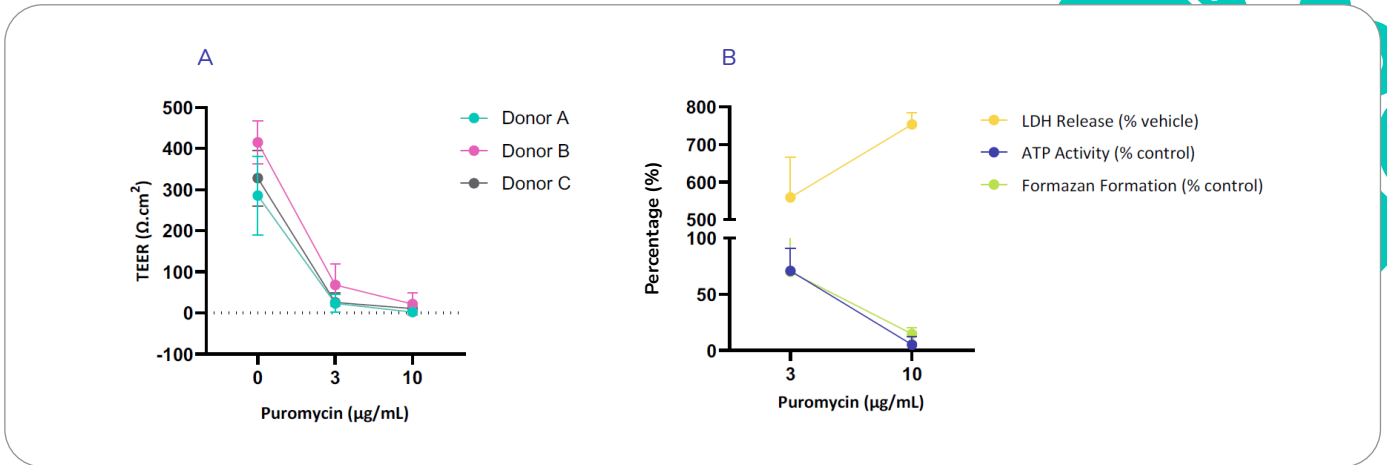 A
500
400
300
200
100
0
-100
TEER (Ω.cm²)
0 3 10
Puromycin (µg/mL)
Donor A
Donor B
Donor C
B
800
700
600
500
100
50
0
Percentage (%)
3 10
Puromycin (µg/mL)
LDH Release (% vehicle)
ATP Activity (% control)
Formazan Formation (% control)